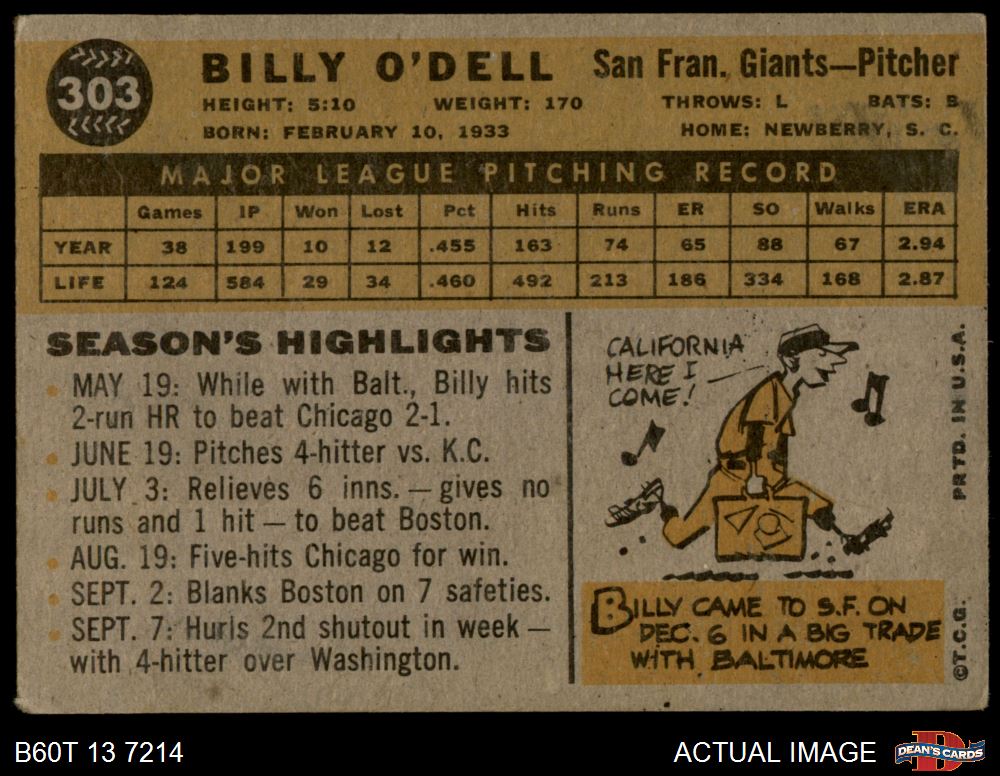 303
BILLY O'DELL San Fran. Giants—Pitcher
HEIGHT: 5:10 WEIGHT: 170 THROWS: L BATS: B
BORN: FEBRUARY 10, 1933 HOME: NEWBERRY, S. C.
MAJOR LEAGUE PITCHING RECORD
Games IP Won Lost Pct Hits Runs ER SO Walks ERA
YEAR 38 199 10 12 .455 163 74 65 88 67 2.94
LIFE 124 584 29 34 .460 492 213 186 334 168 2.87
SEASON'S HIGHLIGHTS
MAY 19: While with Balt., Billy hits
2-run HR to beat Chicago 2-1.
JUNE 19: Pitches 4-hitter vs. K.C.
JULY 3: Relieves 6 inns. — gives no
runs and 1 hit — to beat Boston.
AUG. 19: Five-hits Chicago for win.
SEPT. 2: Blanks Boston on 7 safeties.
SEPT. 7: Hurls 2nd shutout in week —
with 4-hitter over Washington.
CALIFORNIA
HERE I
COME!
BILLY CAME TO S.F. ON
DEC. 6 IN A BIG TRADE
WITH BALTIMORE
PRTD. IN U.S.A.
©T.C.G.
B60T 13 7214
ACTUAL IMAGE
D
DEAN'S CARDS